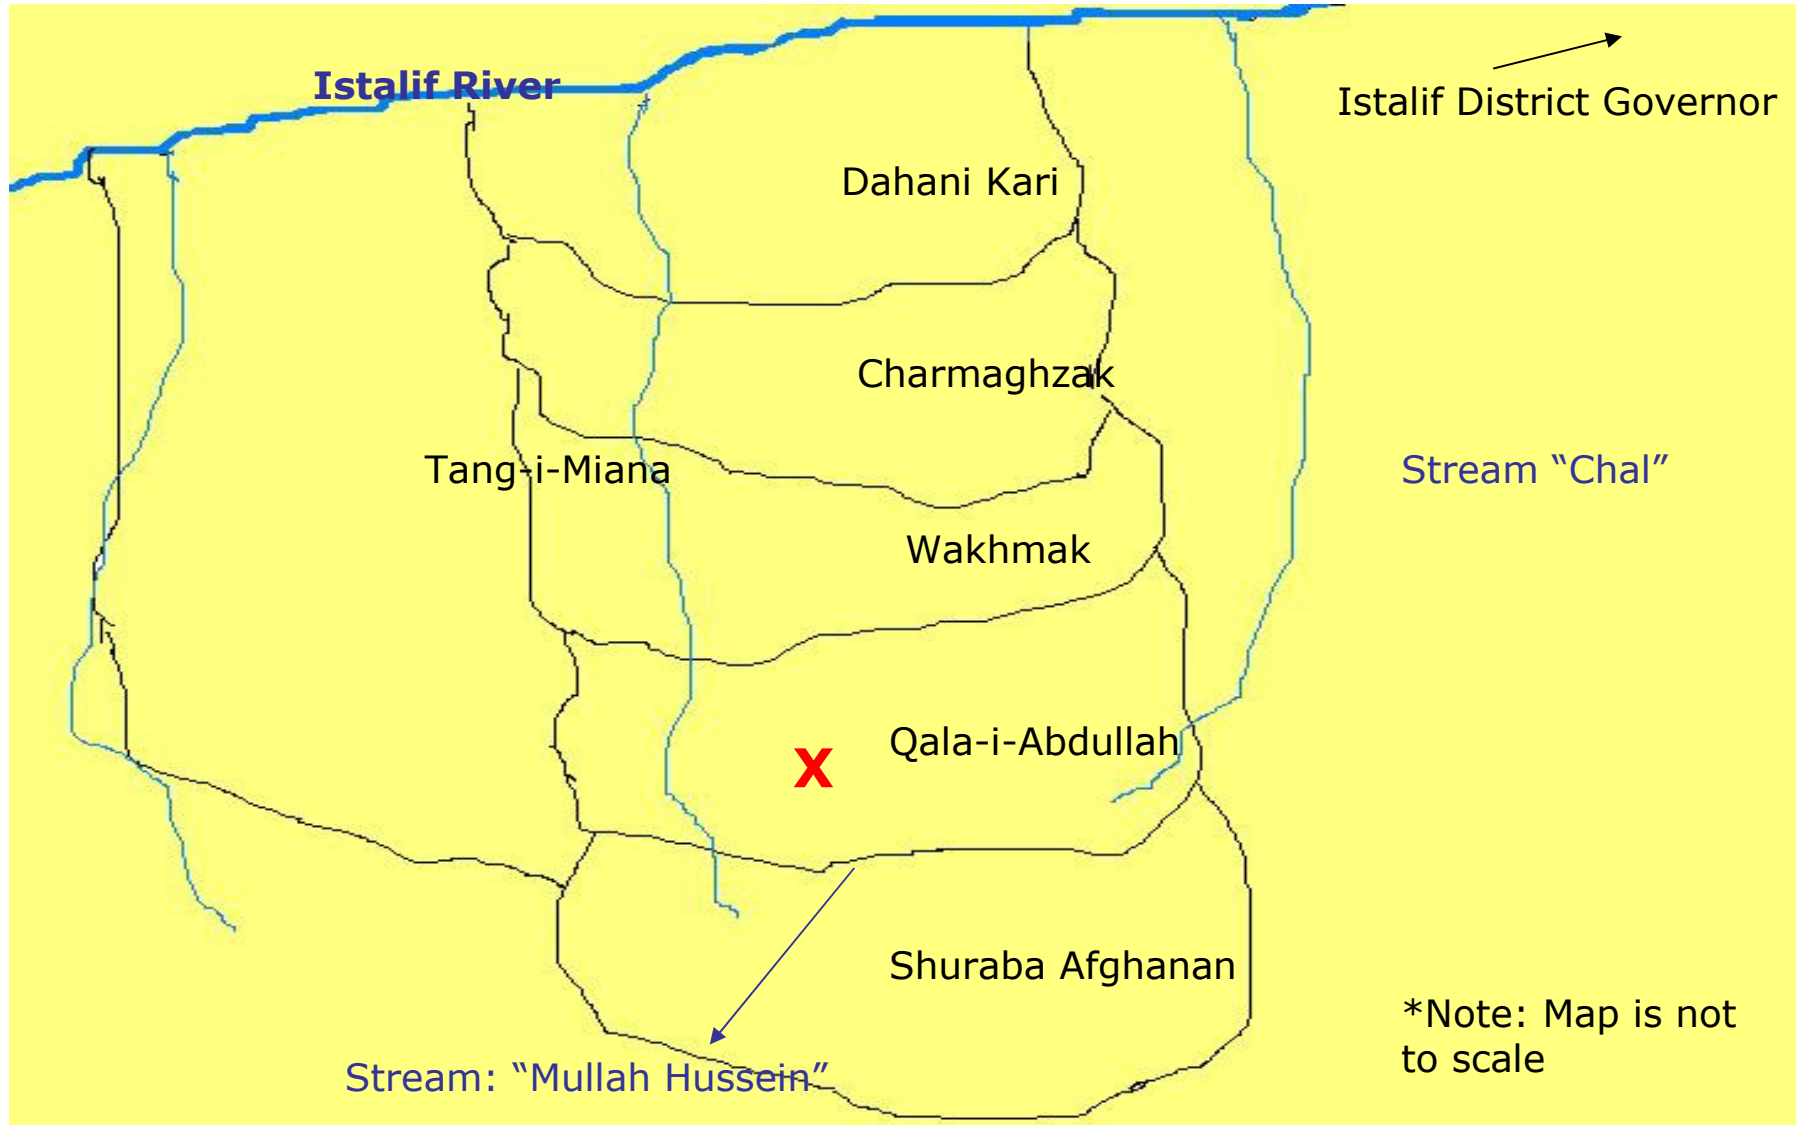 Istalif River
Istalif District Governor
Dahani Kari
Charmaghzak
Tang-i-Miana
Stream “Chal”
Wakhmak
Qala-i-Abdullah
X
Shuraba Afghanan
*Note: Map is not
to scale
Stream: “Mullah Hussein”